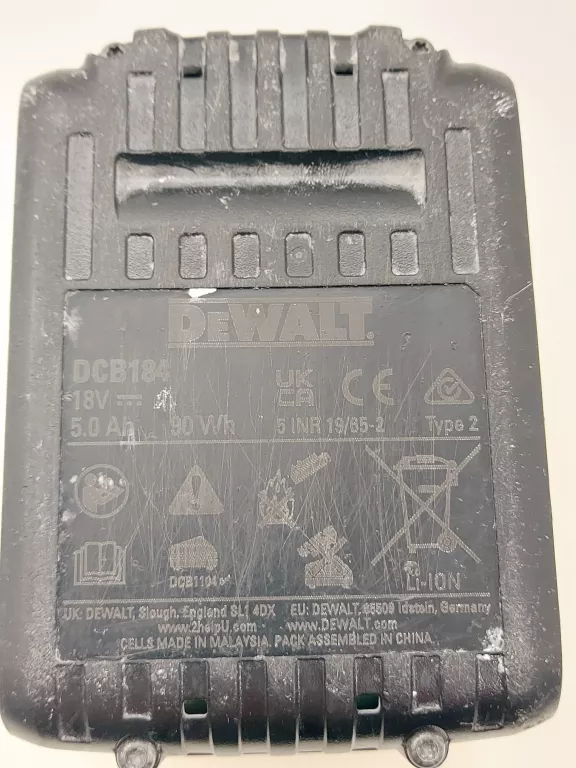 DEWALT
DCB184
18V
UK CA CE
5.0 Ah 90 Wh 5 INR 19/65-2 Type 2
DCB1104
Li-ION
UK: DEWALT, Slough, England SL1 4DX EU: DEWALT, 65509 Idstein, Germany
www.2helpU.com www.DEWALT.com
CELLS MADE IN MALAYSIA, PACK ASSEMBLED IN CHINA